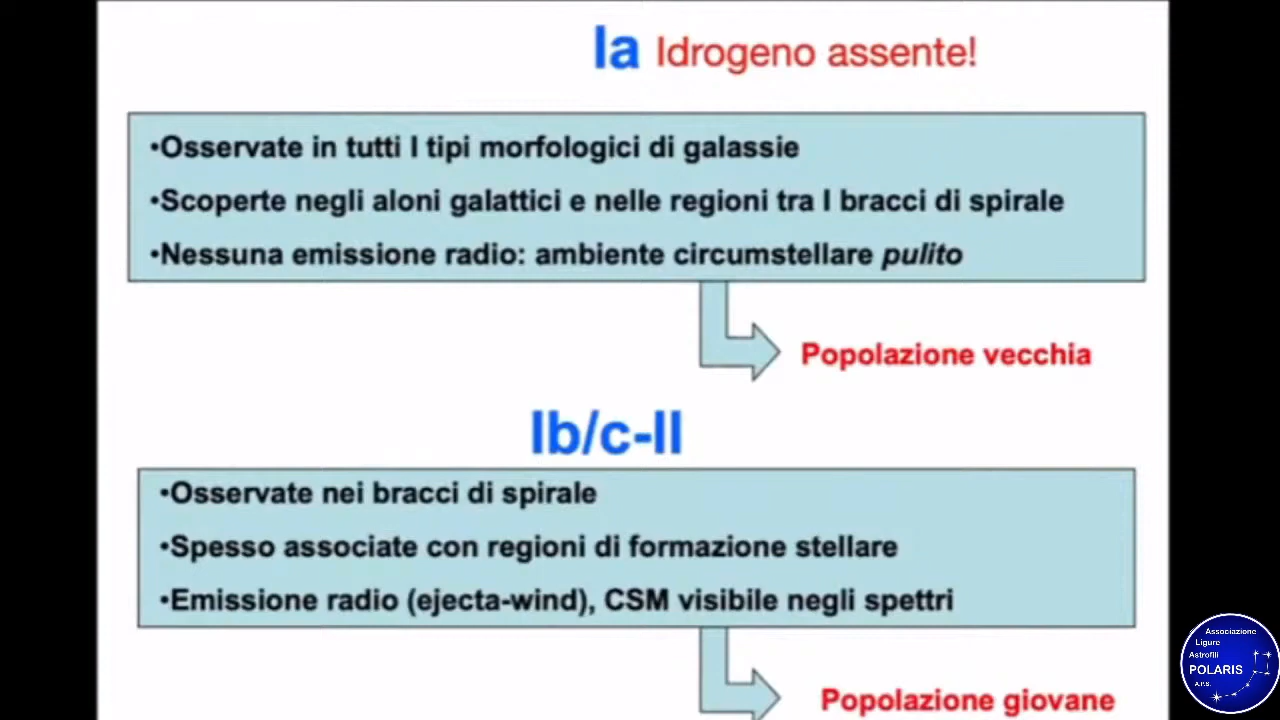 Ia Idrogeno assente!
•Osservate in tutti I tipi morfologici di galassie
•Scoperte negli aloni galattici e nelle regioni tra I bracci di spirale
•Nessuna emissione radio: ambiente circumstellare pulito
Popolazione vecchia
Ib/c-II
•Osservate nei bracci di spirale
•Spesso associate con regioni di formazione stellare
•Emissione radio (ejecta-wind), CSM visibile negli spettri
Popolazione giovane
Associazione
Ligure
Astrofili
POLARIS
A.P.S.